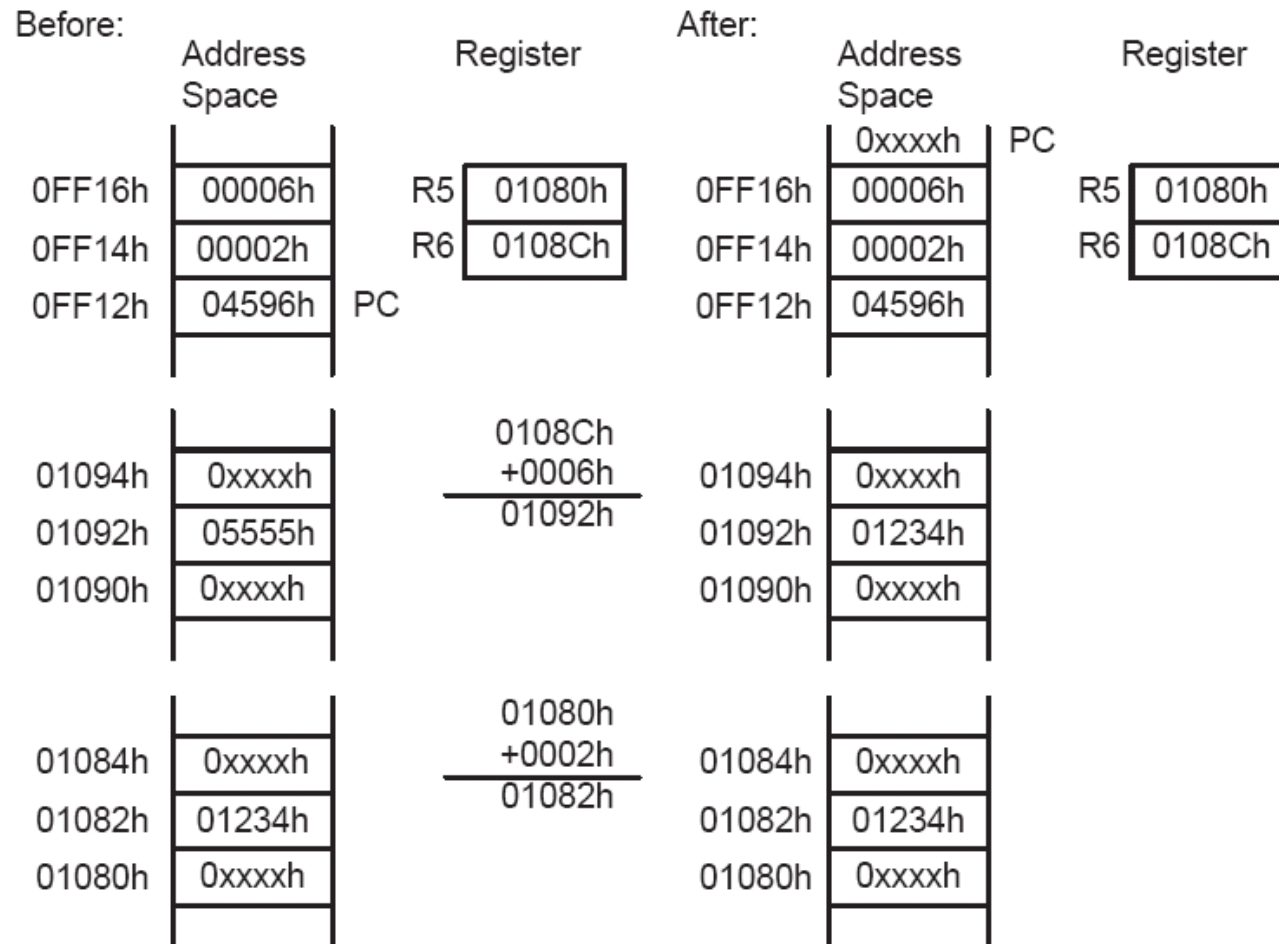 Before:
Address Space
Register
0FF16h 00006h R5 01080h
0FF14h 00002h R6 0108Ch
0FF12h 04596h PC
01094h 0xxxxh
01092h 05555h
01090h 0xxxxh
0108Ch
+0006h
01092h
01084h 0xxxxh
01082h 01234h
01080h 0xxxxh
01080h
+0002h
01082h
After:
Address Space
Register
0xxxxh PC
0FF16h 00006h R5 01080h
0FF14h 00002h R6 0108Ch
0FF12h 04596h
01094h 0xxxxh
01092h 01234h
01090h 0xxxxh
01084h 0xxxxh
01082h 01234h
01080h 0xxxxh